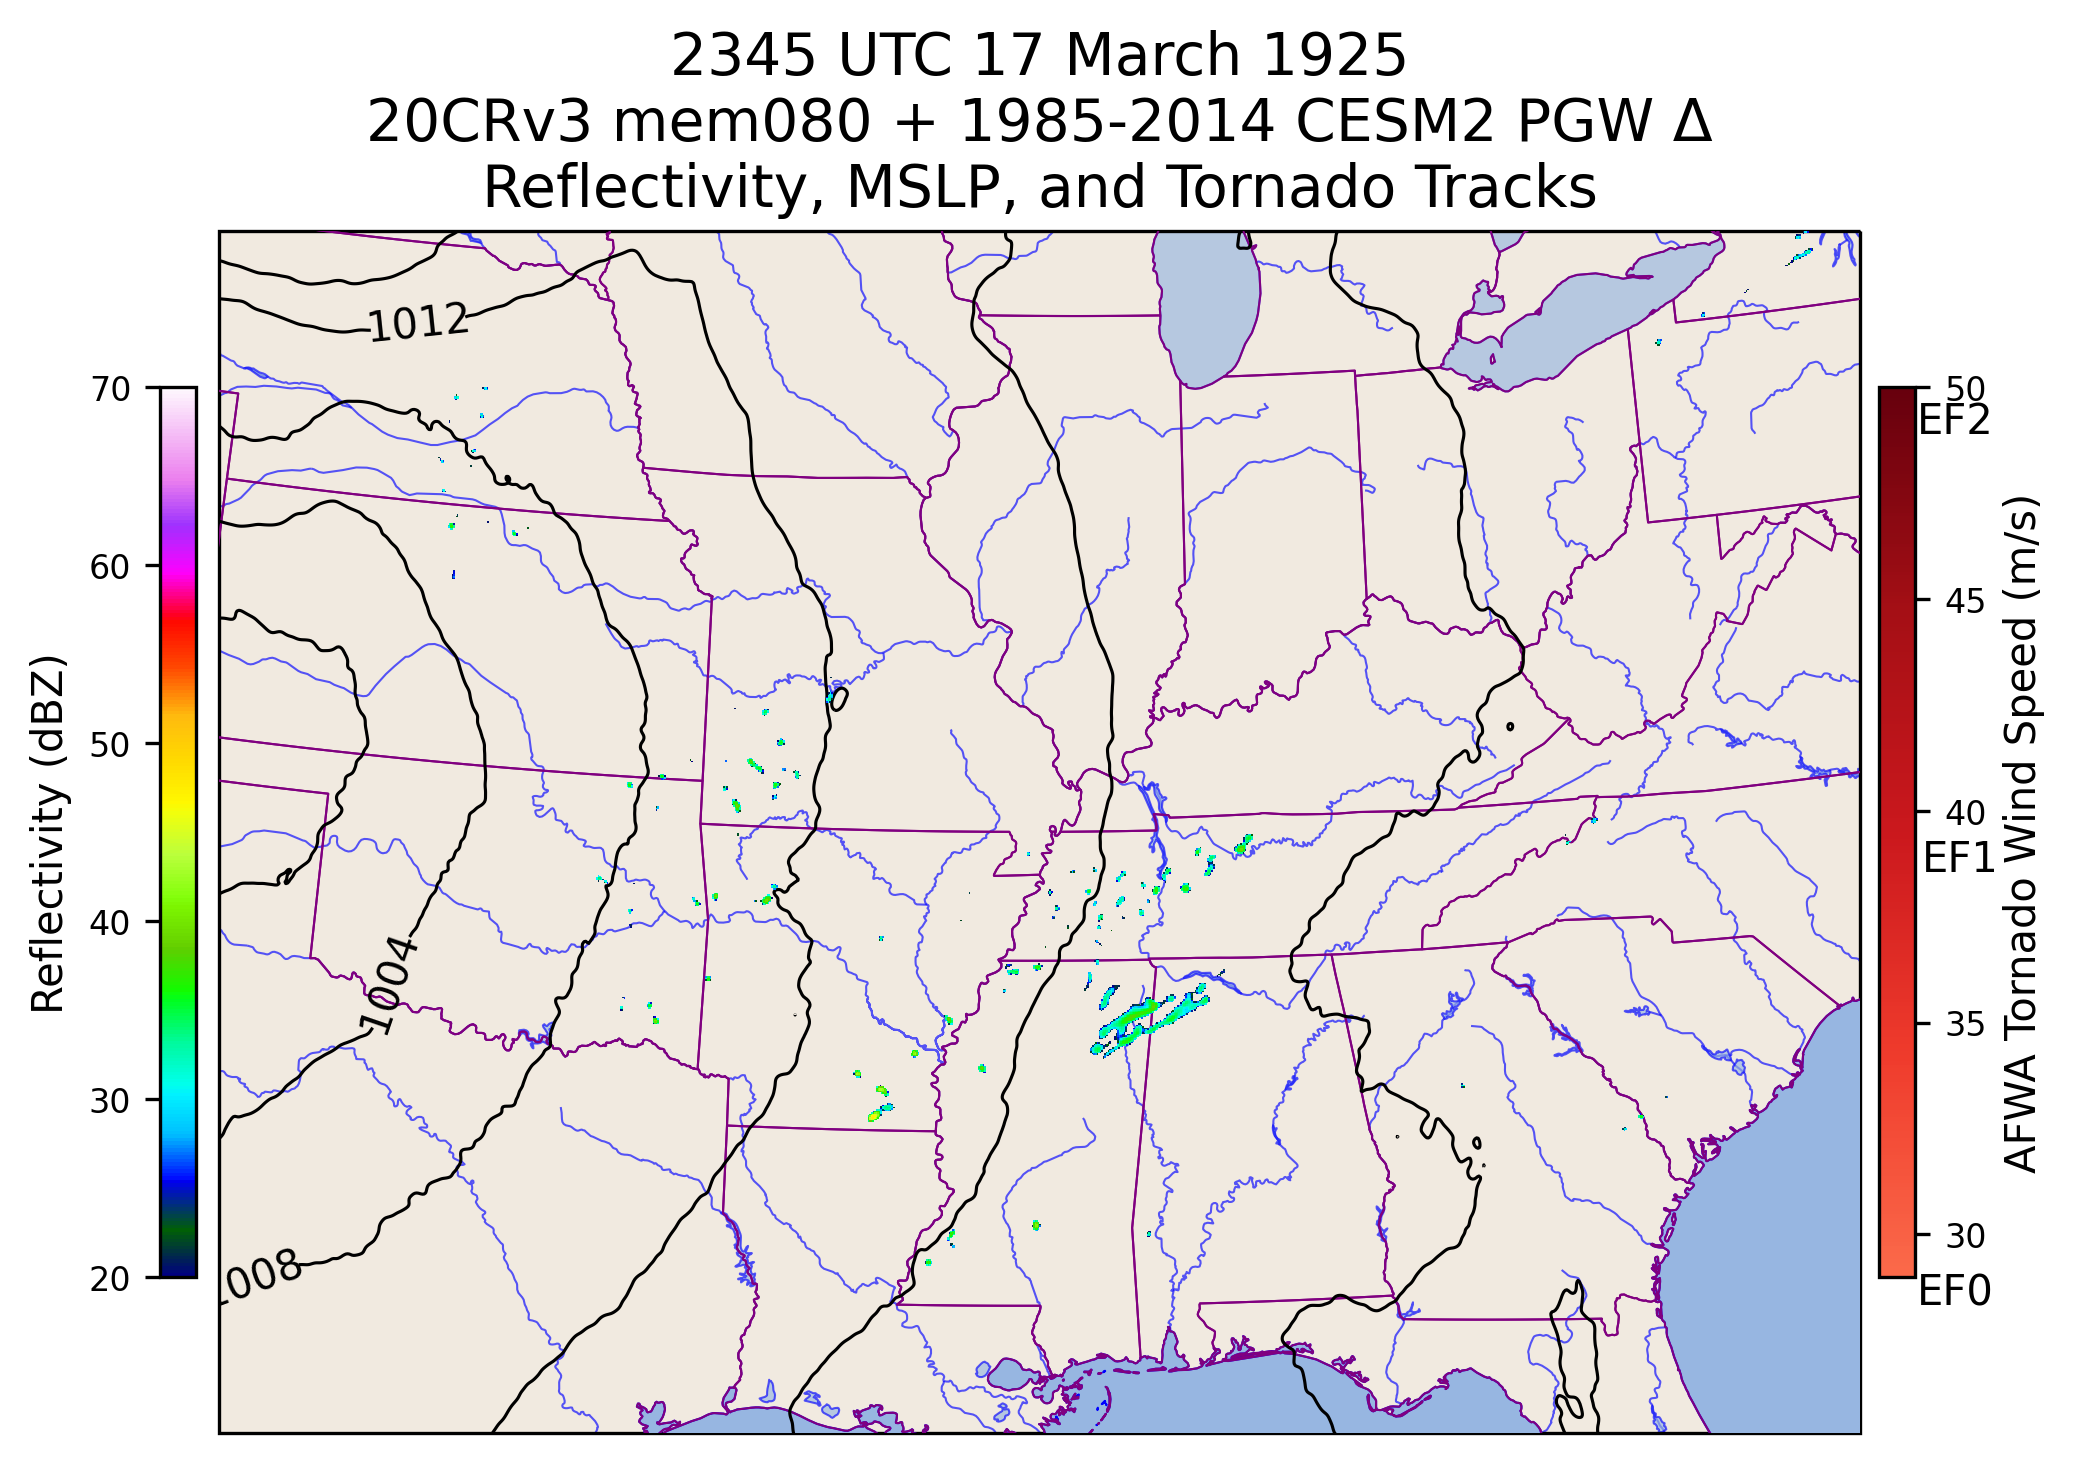 2345 UTC 17 March 1925
20CRv3 mem080 + 1985-2014 CESM2 PGW Δ
Reflectivity, MSLP, and Tornado Tracks
1012
1004
1008
Reflectivity (dBZ)
70
60
50
40
30
20
50
EF2
45
40
EF1
35
30
EF0
AFWA Tornado Wind Speed (m/s)